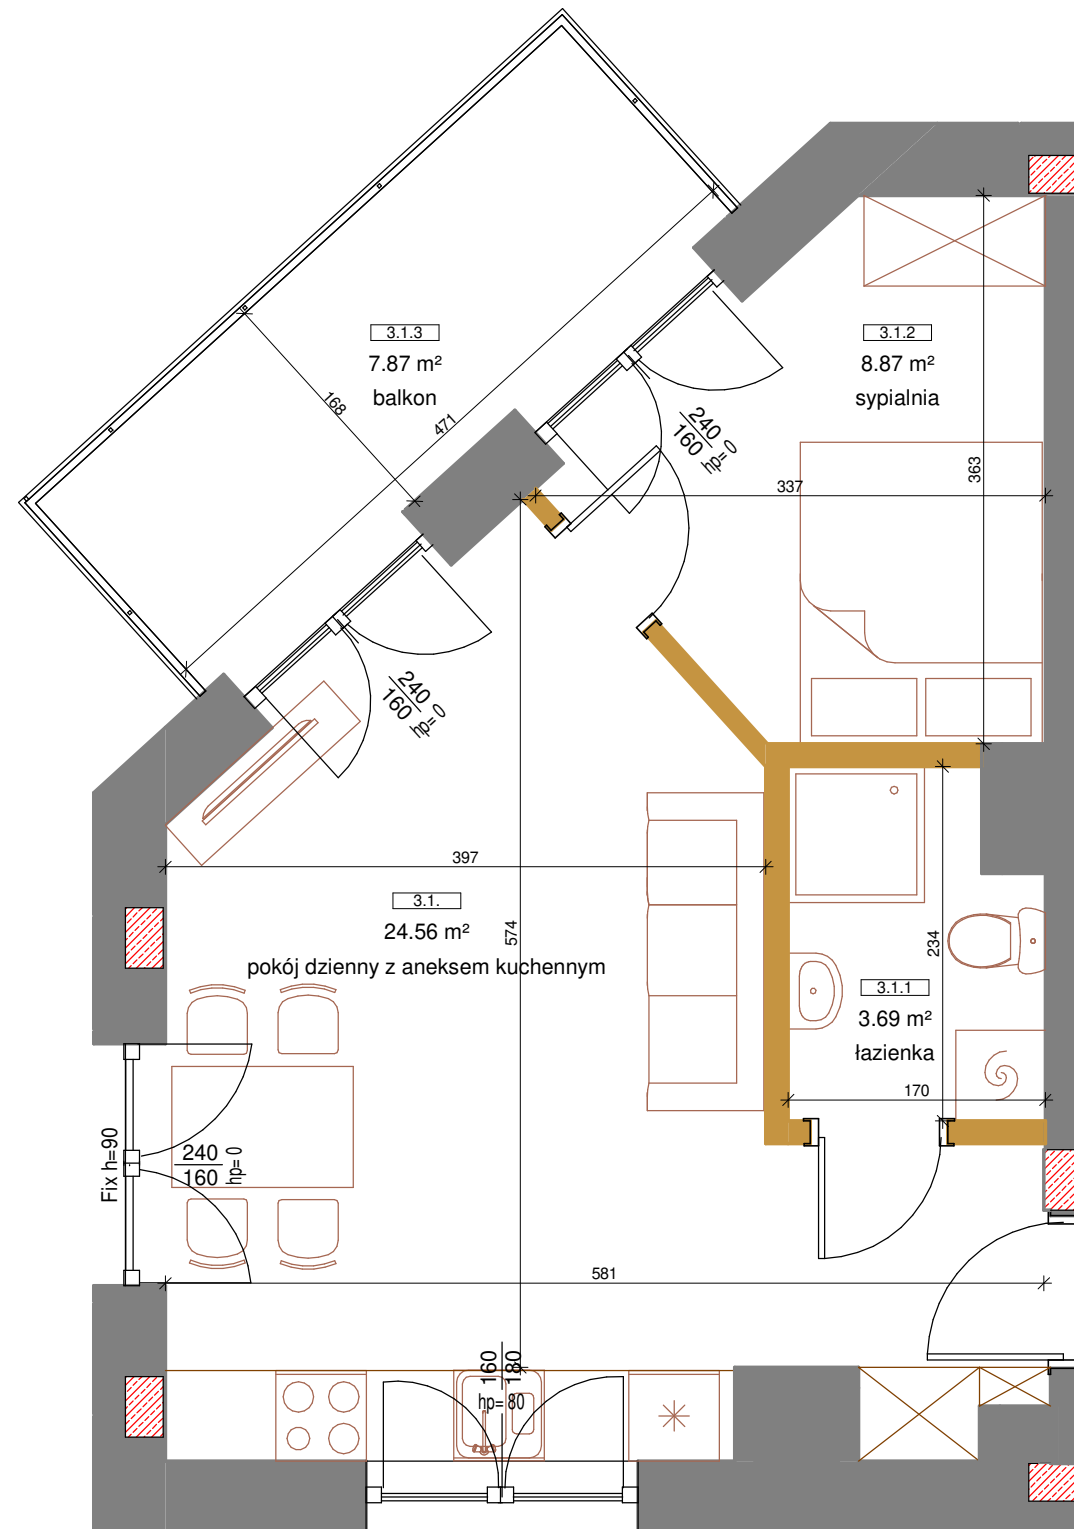 3.1.3
7.87 m²
balkon
3.1.2
8.87 m²
sypialnia
168
471
240
160
hp= 0
363
337
240
160
hp= 0
397
3.1.
24.56 m²
pokój dzienny z aneksem kuchennym
574
234
3.1.1
3.69 m²
łazienka
170
Fix h=90
240
160
hp= 0
581
160
180
hp= 80